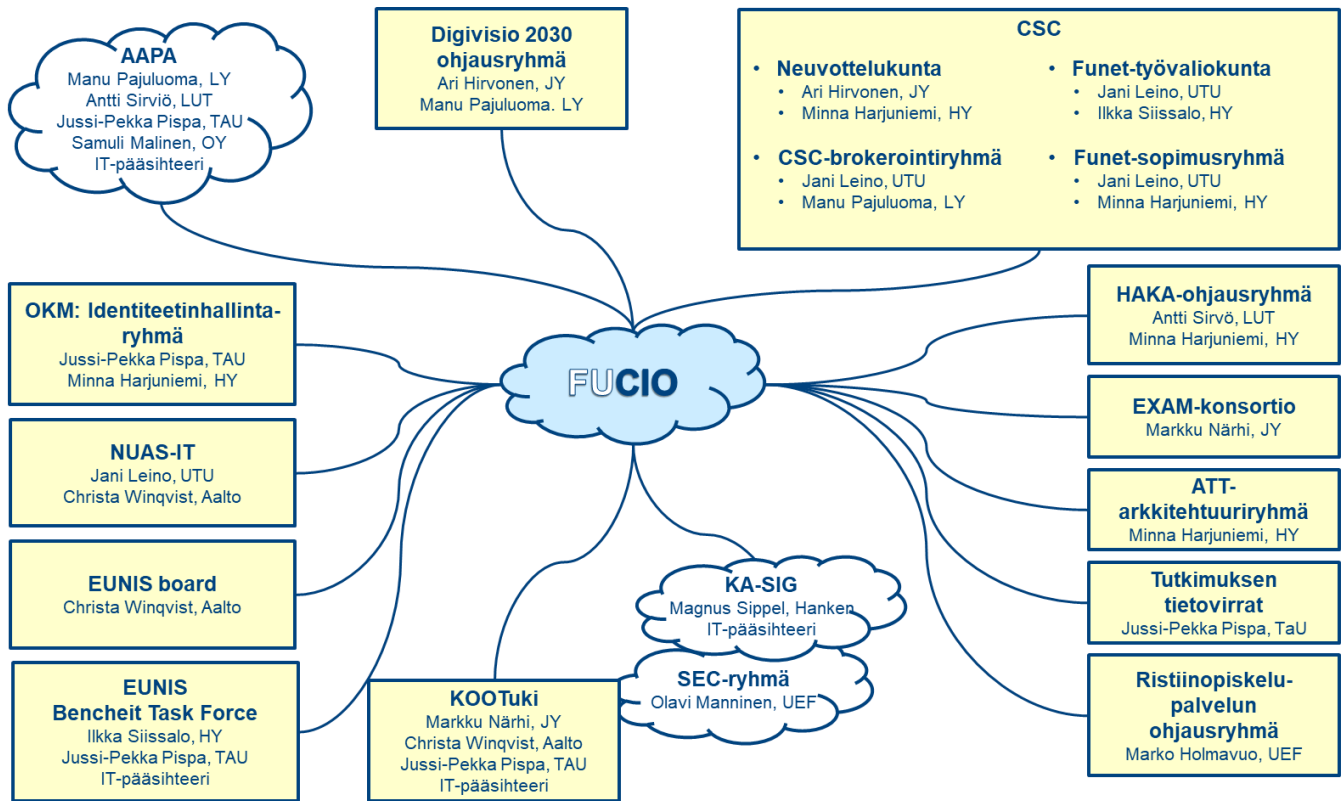 AAPA
Manu Pajuluoma, LY
Antti Sirviö, LUT
Jussi-Pekka Pispa, TAU
Samuli Malinen, OY
IT-pääsihteeri
Digivisio 2030
ohjausryhmä
Ari Hirvonen, JY
Manu Pajuluoma. LY
CSC
• Neuvottelukunta
• Ari Hirvonen, JY
• Minna Harjuniemi, HY
• CSC-brokerointiryhmä
• Jani Leino, UTU
• Manu Pajuluoma, LY
• Funet-työvaliokunta
• Jani Leino, UTU
• Ilkka Siissalo, HY
• Funet-sopimusryhmä
• Jani Leino, UTU
• Minna Harjuniemi, HY
OKM: Identiteetinhallinta-
ryhmä
Jussi-Pekka Pispa, TAU
Minna Harjuniemi, HY
NUAS-IT
Jani Leino, UTU
Christa Winqvist, Aalto
EUNIS board
Christa Winqvist, Aalto
EUNIS
Bencheit Task Force
Ilkka Siissalo, HY
Jussi-Pekka Pispa, TAU
IT-pääsihteeri
FUCIO
KOOTuki
Markku Närhi, JY
Christa Winqvist, Aalto
Jussi-Pekka Pispa, TAU
IT-pääsihteeri
KA-SIG
Magnus Sippel, Hanken
IT-pääsihteeri
SEC-ryhmä
Olavi Manninen, UEF
HAKA-ohjausryhmä
Antti Sirvö, LUT
Minna Harjuniemi, HY
EXAM-konsortio
Markku Närhi, JY
ATT-
arkkitehtuuriryhmä
Minna Harjuniemi, HY
Tutkimuksen
tietovirrat
Jussi-Pekka Pispa, TaU
Ristiinopiskelu-
palvelun
ohjausryhmä
Marko Holmavuo, UEF